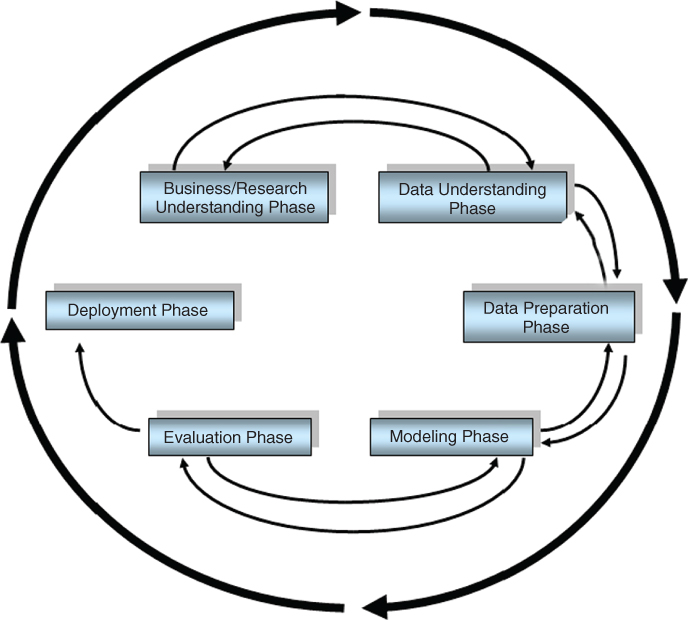 Business/Research
Understanding Phase
Data Understanding
Phase
Deployment Phase
Data Preparation
Phase
Evaluation Phase
Modeling Phase